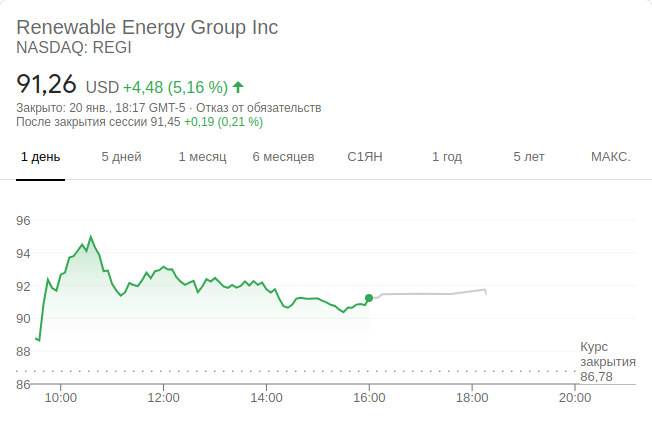 Renewable Energy Group Inc
NASDAQ: REGI
91,26 USD +4,48 (5,16 %)
Закрыто: 20 янв., 18:17 GMT-5 · Отказ от обязательств
После закрытия сессии 91,45 +0,19 (0,21 %)
1 день 5 дней 1 месяц 6 месяцев С1ЯН 1 год 5 лет МАКС.
96
94
92
90
88
Курс
закрытия
86,78
86
10:00 12:00 14:00 16:00 18:00 20:00